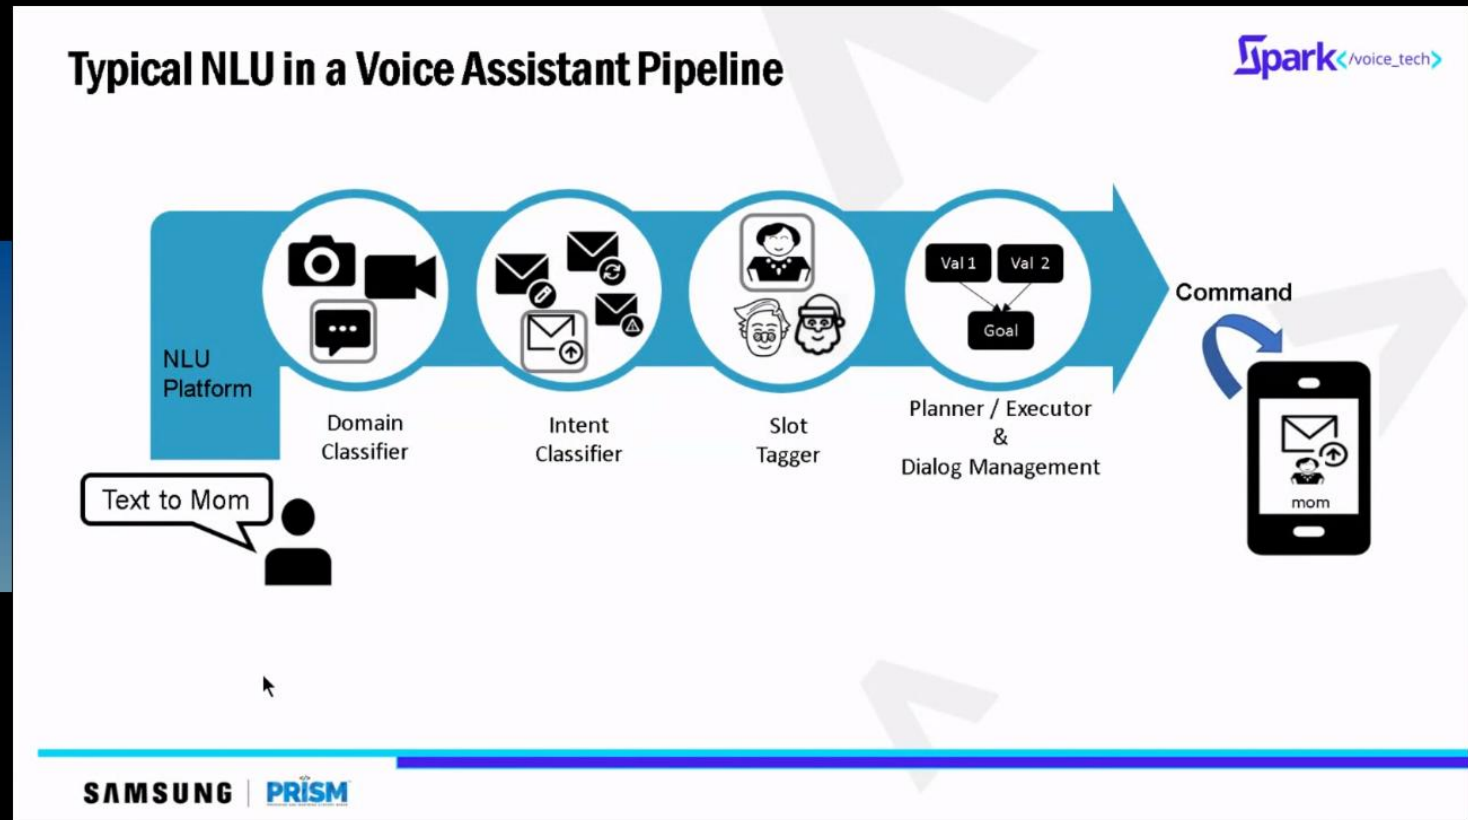 Typical NLU in a Voice Assistant Pipeline
Spark</voice_tech>
NLU
Platform
Domain
Classifier
Intent
Classifier
Slot
Tagger
Val 1
Val 2
Goal
Planner / Executor
&
Dialog Management
Command
mom
Text to Mom
SAMSUNG
PRISM